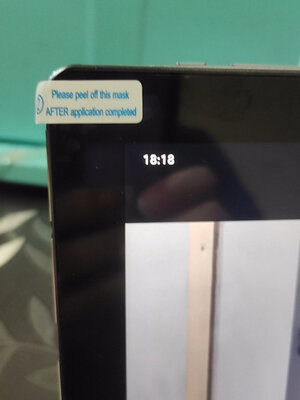 Please peel off this mask
AFTER application completed
18:18